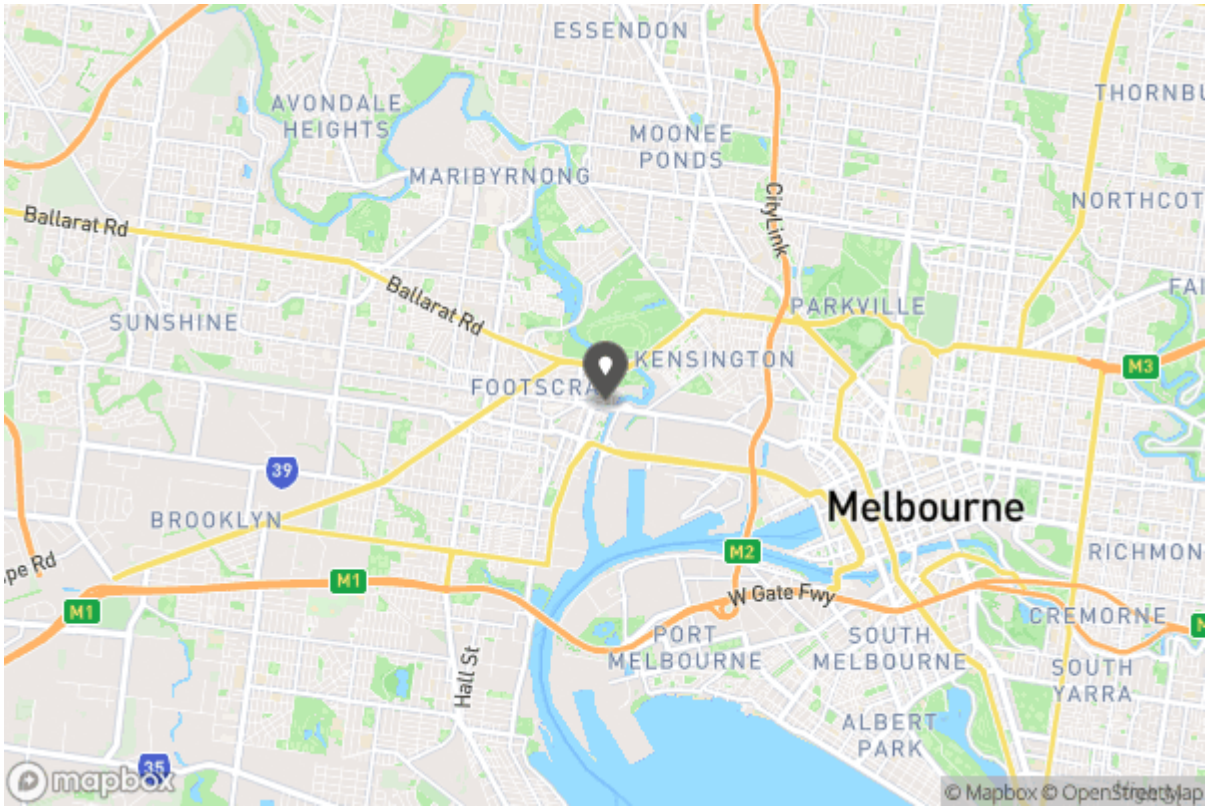 ESSENDON
THORNBU
AVONDALE
HEIGHTS
MOONEE
PONDS
MARIBYRNONG
CityLink
NORTHCOT
Ballarat Rd
Ballarat Rd
FAI
PARKVILLE
SUNSHINE
KENSINGTON
M3
FOOTSCRA
39
Melbourne
BROOKLYN
M2
RICHMON
pe Rd
M1
W Gate Fwy
M1
CREMORNE
M
PORT
MELBOURNE
SOUTH
MELBOURNE
Hall St
SOUTH
YARRA
ALBERT
PARK
35
mapbox
© Mapbox © OpenStreetMap